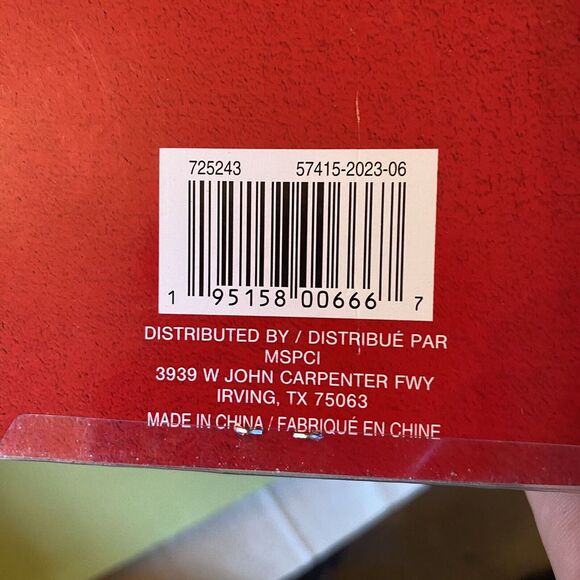 725243 57415-2023-06
1 95158 00666 7
DISTRIBUTED BY / DISTRIBUÉ PAR
MSPCI
3939 W JOHN CARPENTER FWY
IRVING, TX 75063
MADE IN CHINA / FABRIQUÉ EN CHINE